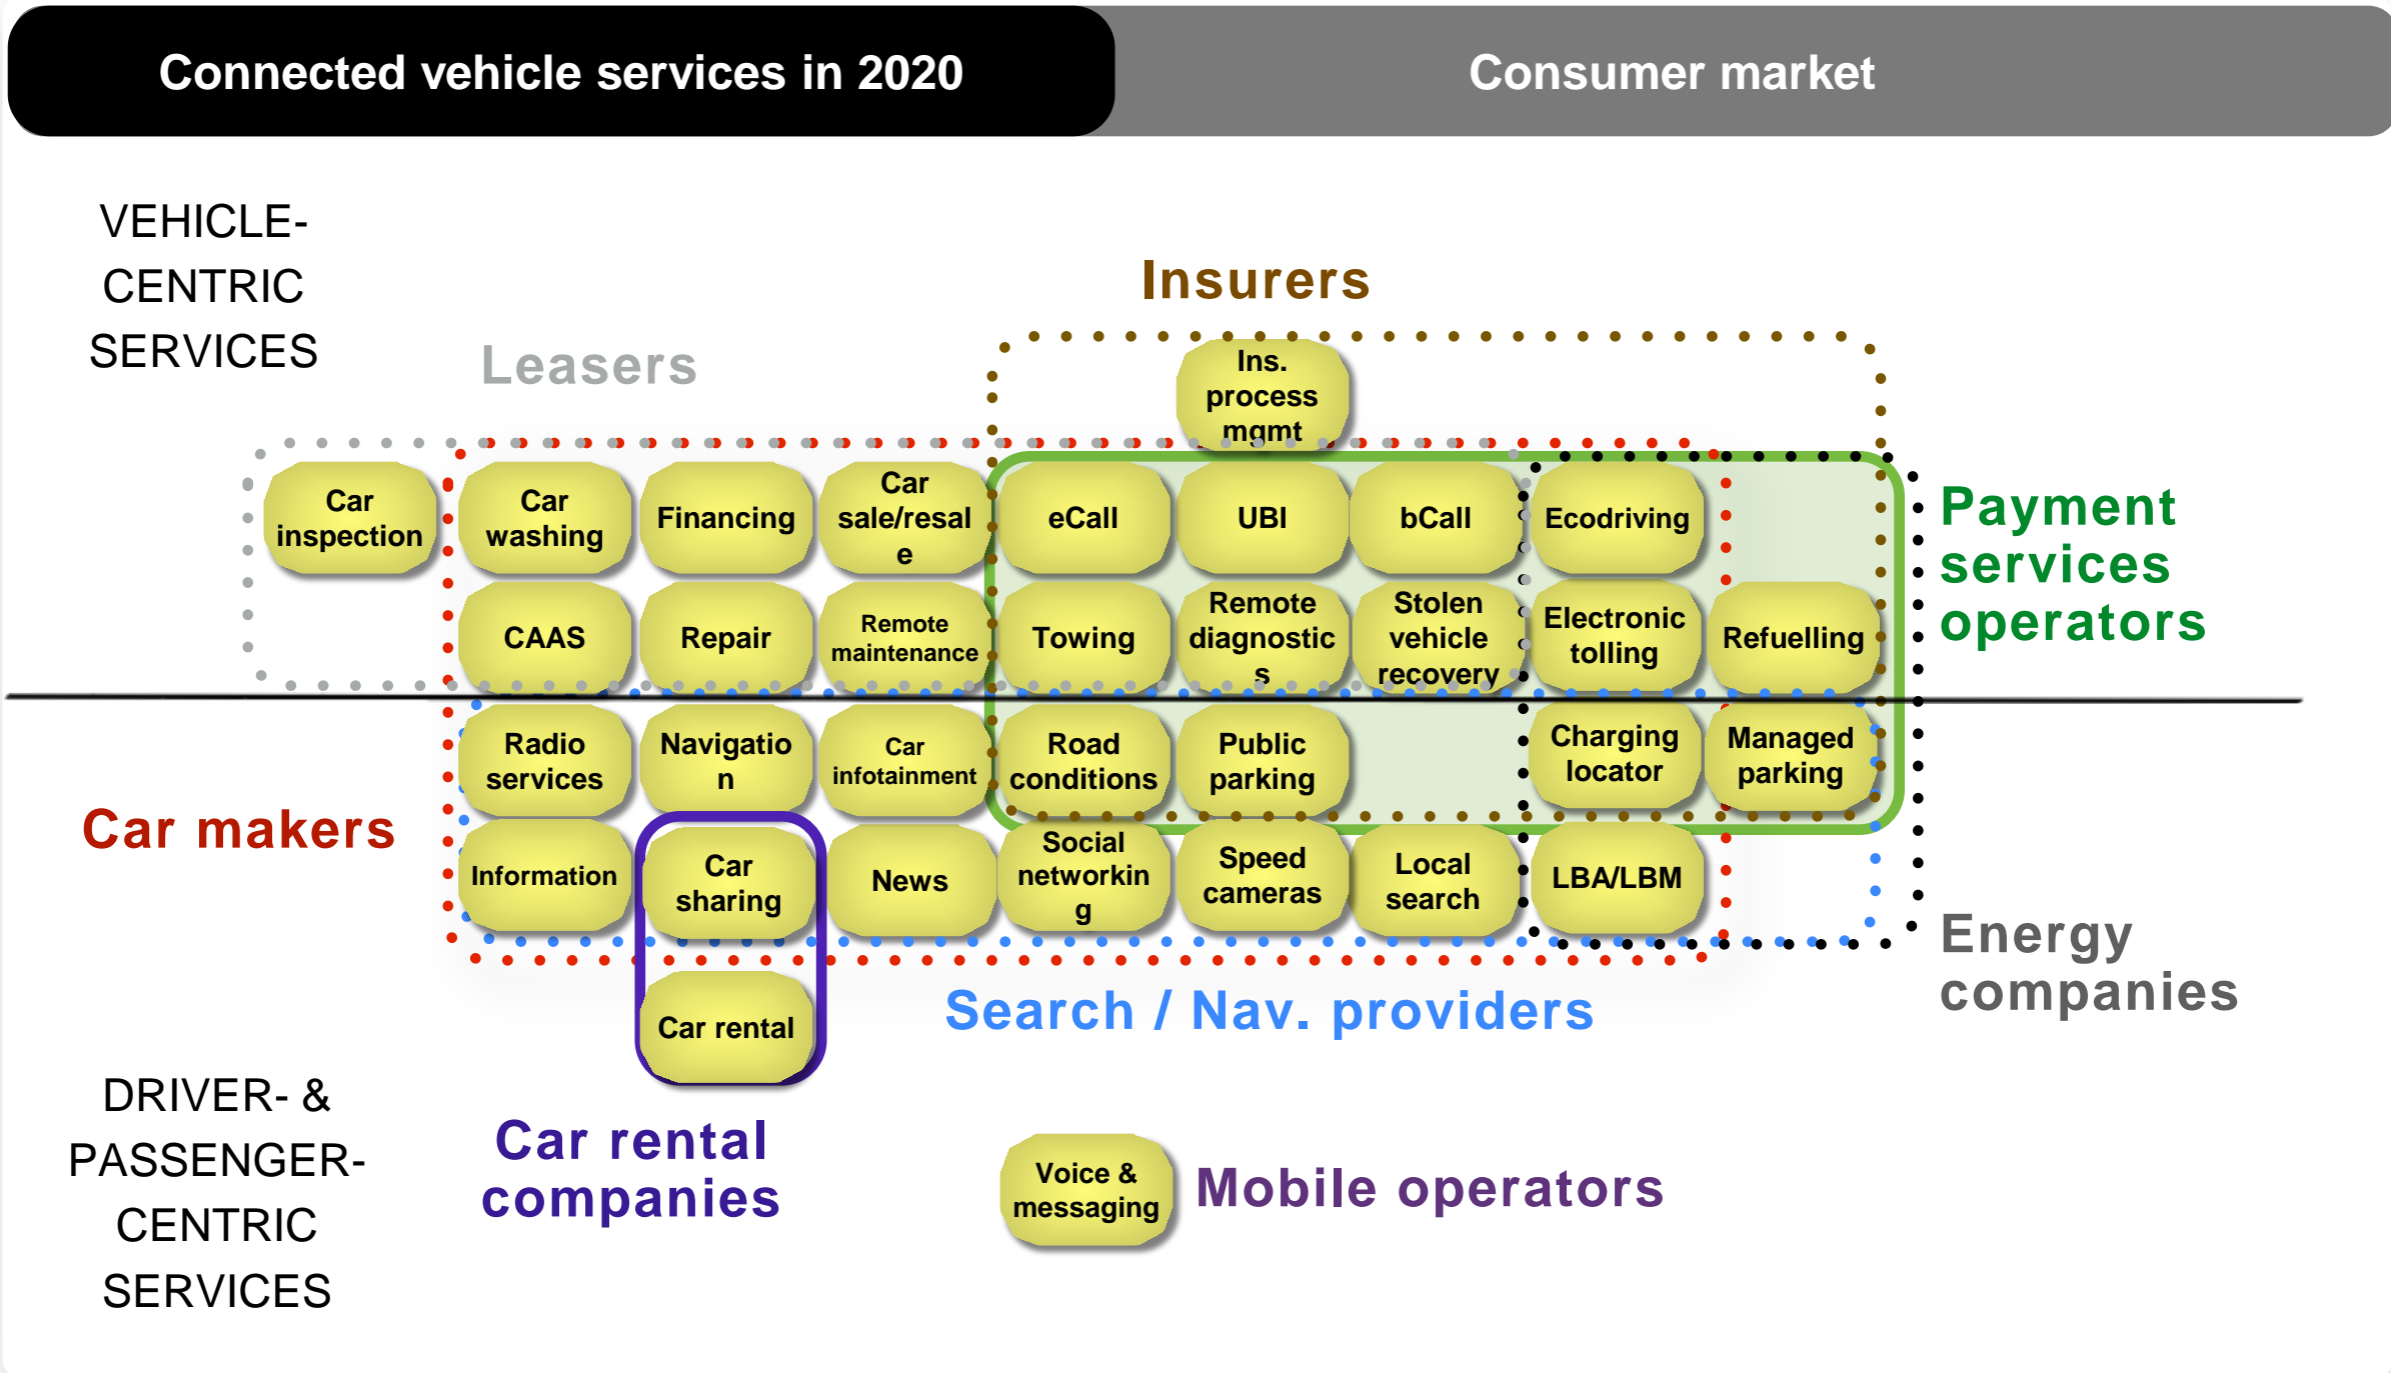 Connected vehicle services in 2020
Consumer market
VEHICLE-
CENTRIC
SERVICES
Insurers
Leasers
Ins.
process
mgmt
Car
inspection
Car
washing
Financing
Car
sale/resal
e
eCall
UBI
bCall
Ecodriving
Payment
services
operators
CAAS
Repair
Remote
maintenance
Towing
Remote
diagnostic
s
Stolen
vehicle
recovery
Electronic
tolling
Refuelling
Radio
services
Navigatio
n
Car
infotainment
Road
conditions
Public
parking
Charging
locator
Managed
parking
Car makers
Information
Car
sharing
News
Social
networkin
g
Speed
cameras
Local
search
LBA/LBM
Energy
companies
Search / Nav. providers
Car rental
DRIVER- &
PASSENGER-
CENTRIC
SERVICES
Car rental
companies
Voice &
messaging
Mobile operators